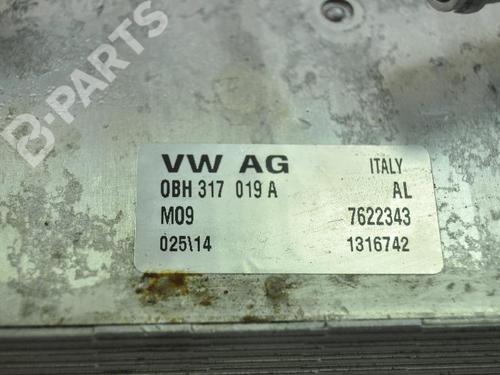 B-PARTS
VW AG ITALY
0BH 317 019 A AL
M09 7622343
025\14 1316742